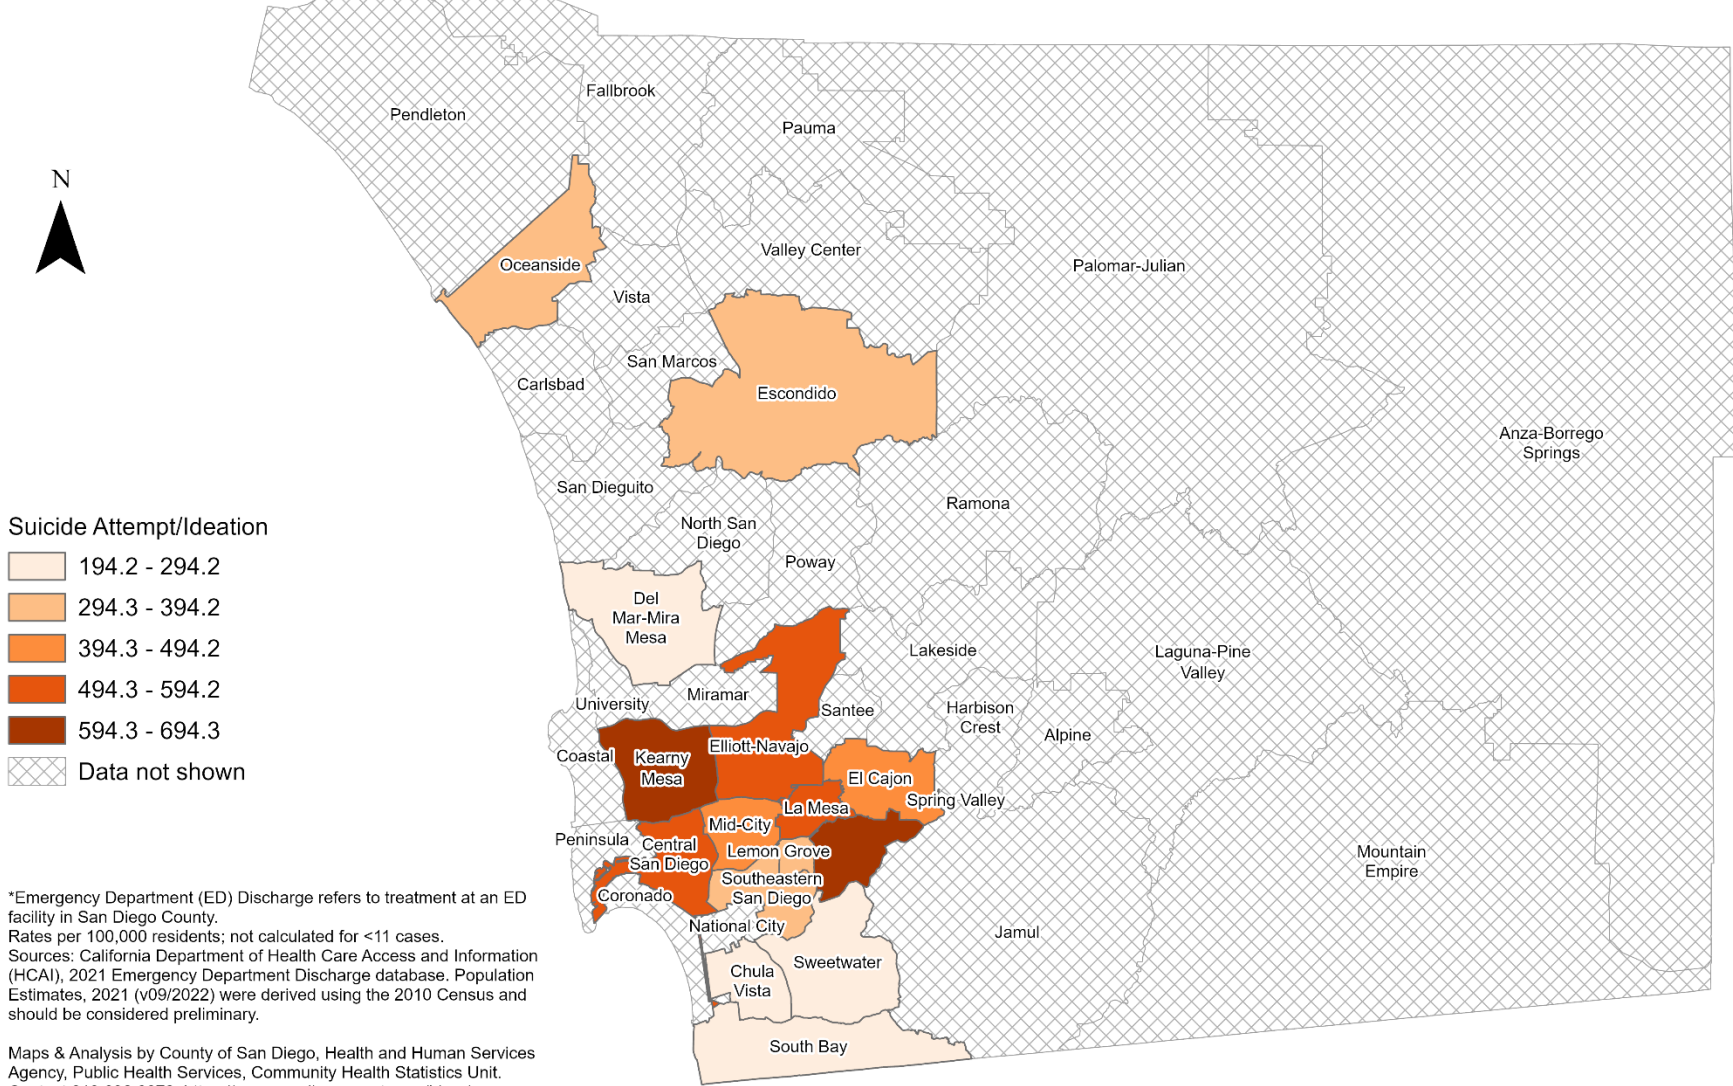 Fallbrook
Pendleton
Pauma
N
Valley Center
Oceanside
Palomar-Julian
Vista
San Marcos
Carlsbad
Escondido
Anza-Borrego
Springs
San Dieguito
Ramona
North San
Diego
Poway
Suicide Attempt/Ideation
194.2 - 294.2
294.3 - 394.2
394.3 - 494.2
494.3 - 594.2
594.3 - 694.3
Data not shown
Del
Mar-Mira
Mesa
Lakeside
Laguna-Pine
Valley
Miramar
University
Santee
Harbison
Crest
Alpine
Coastal
Kearny
Mesa
Elliott-Navajo
El Cajon
La Mesa
Spring Valley
Mid-City
Peninsula
Central
San Diego
Lemon Grove
Mountain
Empire
Southeastern
San Diego
Coronado
National City
Jamul
Sweetwater
Chula
Vista
South Bay
*Emergency Department (ED) Discharge refers to treatment at an ED
facility in San Diego County.
Rates per 100,000 residents; not calculated for <11 cases.
Sources: California Department of Health Care Access and Information
(HCAI), 2021 Emergency Department Discharge database. Population
Estimates, 2021 (v09/2022) were derived using the 2010 Census and
should be considered preliminary.
Maps & Analysis by County of San Diego, Health and Human Services
Agency, Public Health Services, Community Health Statistics Unit.